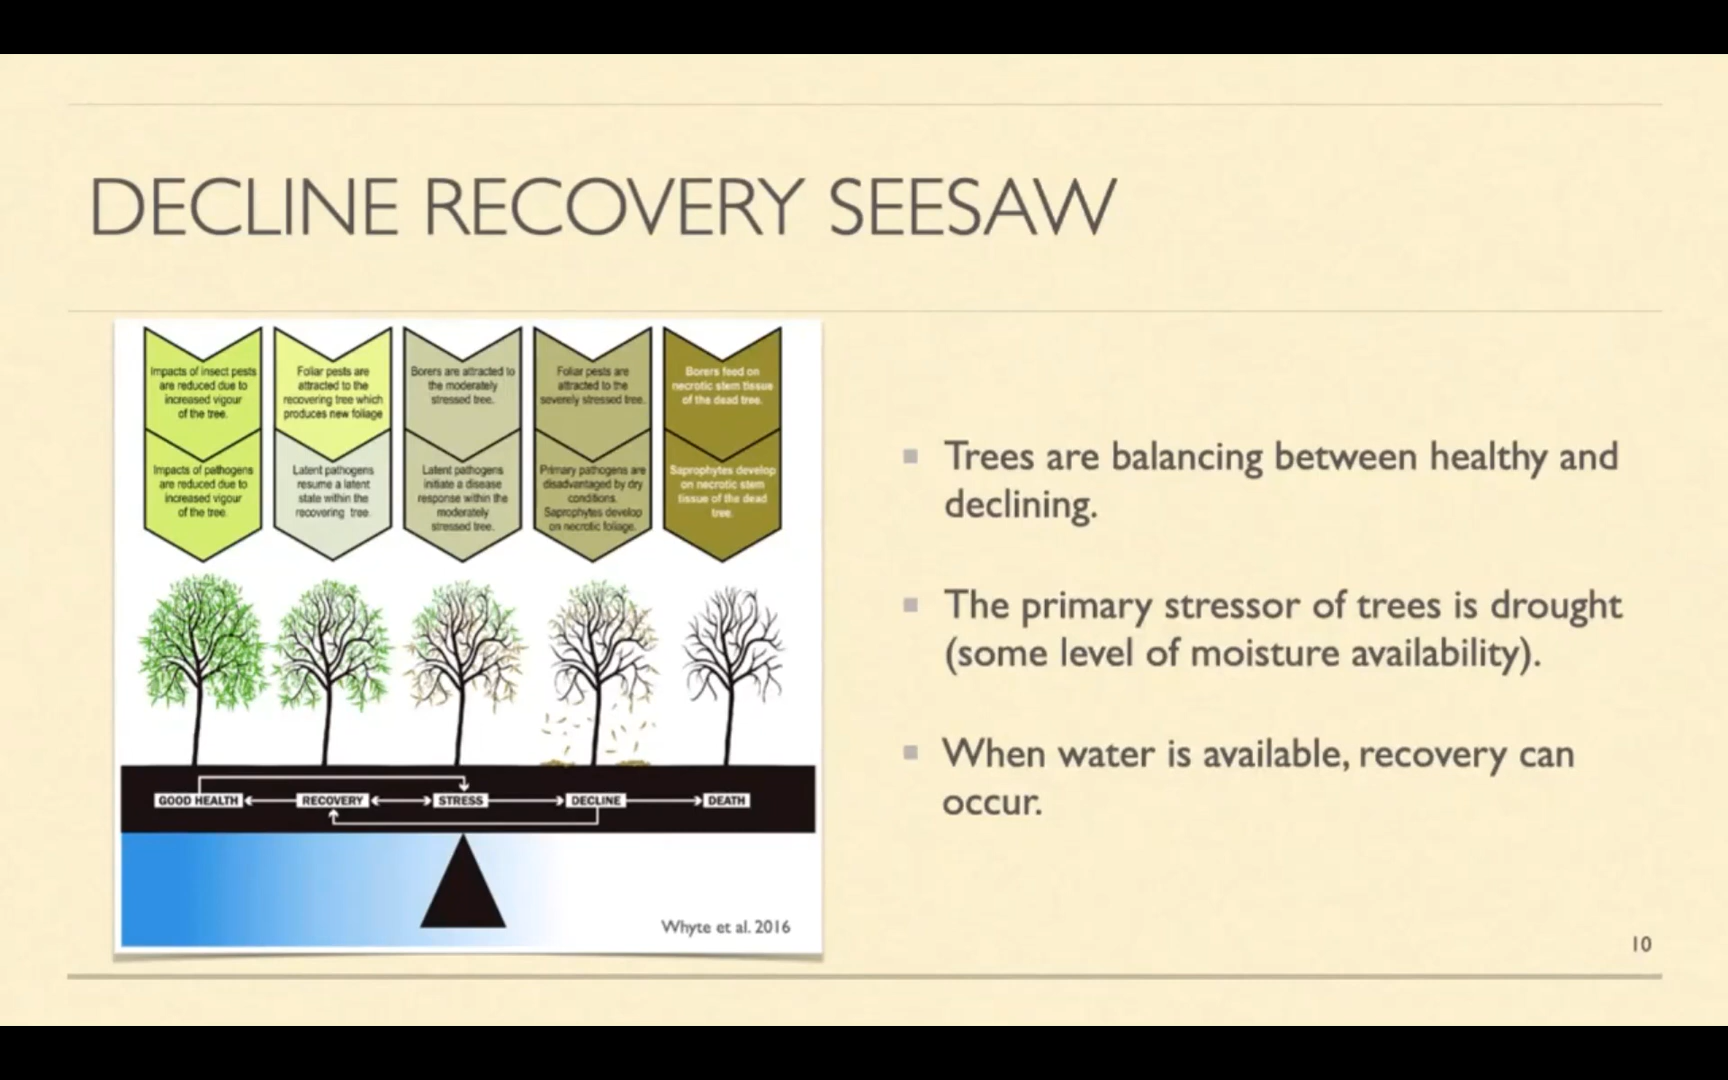 DECLINE RECOVERY SEESAW
Impacts of insect pests
are reduced due to
increased vigour
of the tree.
Impacts of pathogens
are reduced due to
increased vigour
of the tree.
Foliar pests are
attracted to the
recovering tree which
produces new foliage
Latent pathogens
resume a latent
state within the
recovering tree.
Borers are attracted to
the moderately
stressed tree.
Latent pathogens
initiate a disease
response within the
moderately
stressed tree.
Foliar pests are
attracted to the
severely stressed tree.
Primary pathogens are
disadvantaged by dry
conditions.
Saprophytes develop
on necrotic foliage.
Borers feed on
necrotic stem tissue
of the dead tree.
Saprophytes develop
on necrotic stem
tissue of the dead
tree.
GOOD HEALTH
RECOVERY
STRESS
DECLINE
DEATH
Whyte et al. 2016
Trees are balancing between healthy and
declining.
The primary stressor of trees is drought
(some level of moisture availability).
When water is available, recovery can
occur.
10